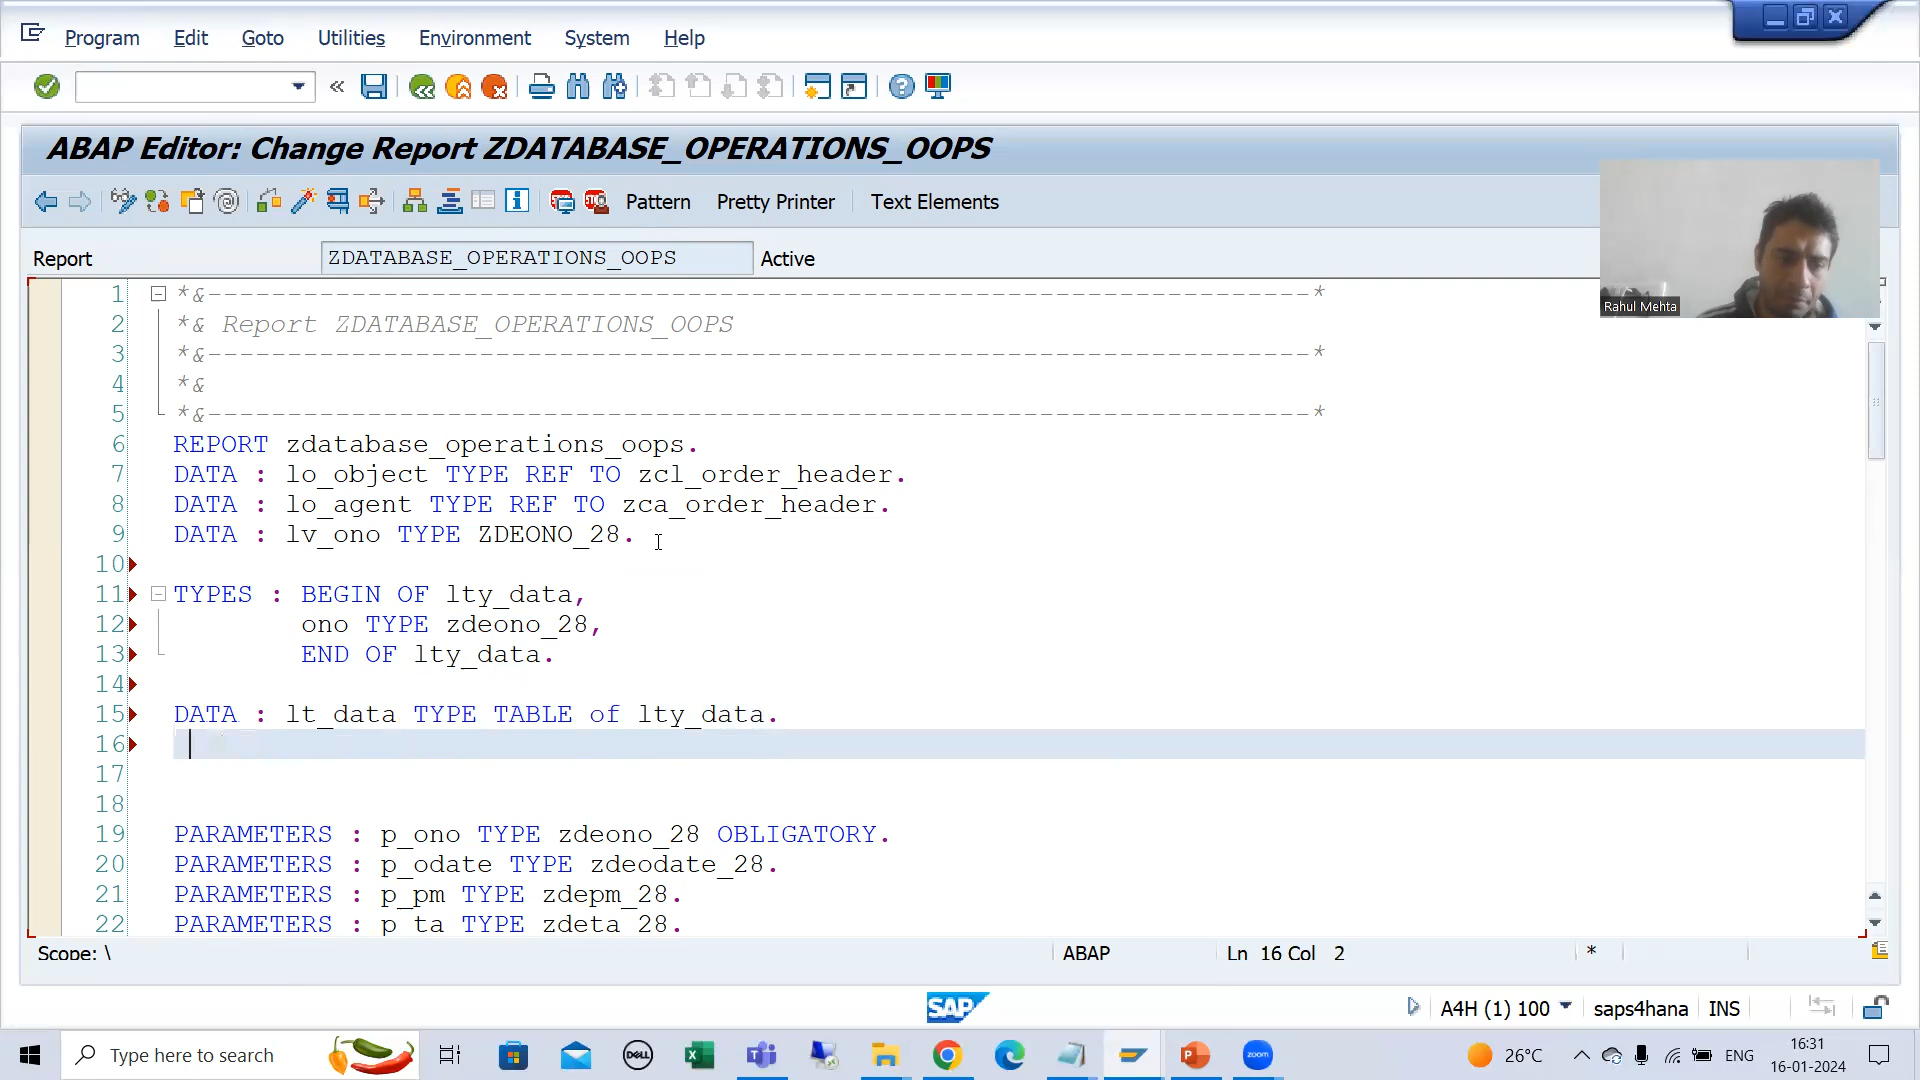 Program Edit Goto Utilities Environment System Help
ABAP Editor: Change Report ZDATABASE_OPERATIONS_OOPS
Pattern Pretty Printer Text Elements
Report ZDATABASE_OPERATIONS_OOPS Active
Rahul Mehta
1 *&---------------------------------------------------------------------*
2 *& Report ZDATABASE_OPERATIONS_OOPS
3 *&---------------------------------------------------------------------*
4 *&
5 *&---------------------------------------------------------------------*
6 REPORT zdatabase_operations_oops.
7 DATA : lo_object TYPE REF TO zcl_order_header.
8 DATA : lo_agent TYPE REF TO zca_order_header.
9 DATA : lv_ono TYPE ZDEONO_28.
10
11 TYPES : BEGIN OF lty_data,
12 ono TYPE zdeono_28,
13 END OF lty_data.
14
15 DATA : lt_data TYPE TABLE of lty_data.
16
17
18
19 PARAMETERS : p_ono TYPE zdeono_28 OBLIGATORY.
20 PARAMETERS : p_odate TYPE zdeodate_28.
21 PARAMETERS : p_pm TYPE zdepm_28.
22 PARAMETERS : p_ta TYPE zdeta_28.
Scope: \ ABAP Ln 16 Col 2 *
SAP
A4H (1) 100 saps4hana INS
Type here to search
DELL
zoom
26°C
ENG
16:31
16-01-2024